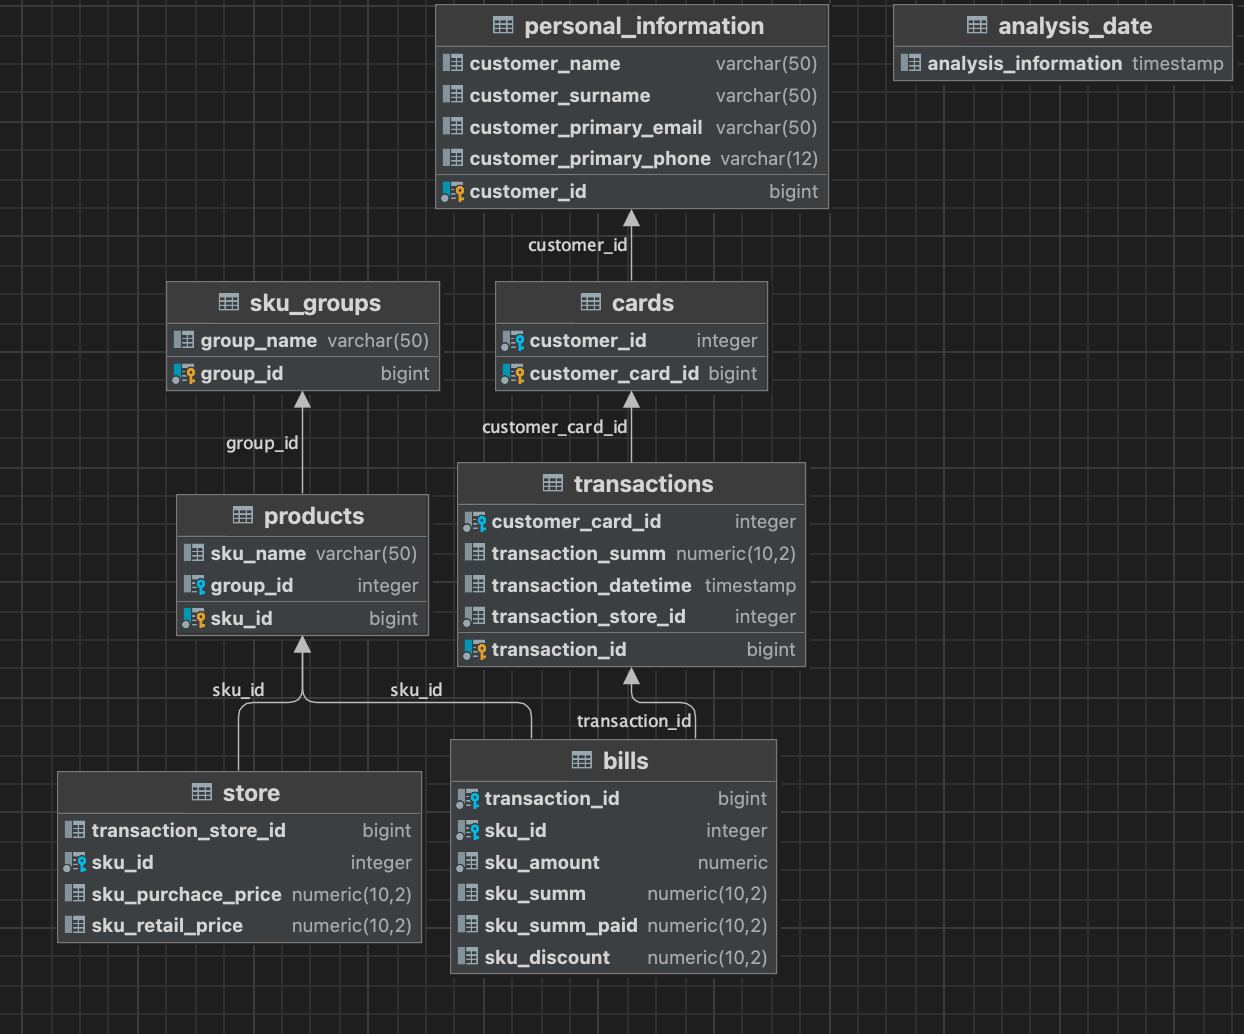 personal_information
customer_name varchar(50)
customer_surname varchar(50)
customer_primary_email varchar(50)
customer_primary_phone varchar(12)
customer_id bigint
analysis_date
analysis_information timestamp
customer_id
sku_groups
group_name varchar(50)
group_id bigint
cards
customer_id integer
customer_card_id bigint
group_id
customer_card_id
products
sku_name varchar(50)
group_id integer
sku_id bigint
transactions
customer_card_id integer
transaction_summ numeric(10,2)
transaction_datetime timestamp
transaction_store_id integer
transaction_id bigint
sku_id
sku_id
transaction_id
store
transaction_store_id bigint
sku_id integer
sku_purchace_price numeric(10,2)
sku_retail_price numeric(10,2)
bills
transaction_id bigint
sku_id integer
sku_amount numeric
sku_summ numeric(10,2)
sku_summ_paid numeric(10,2)
sku_discount numeric(10,2)